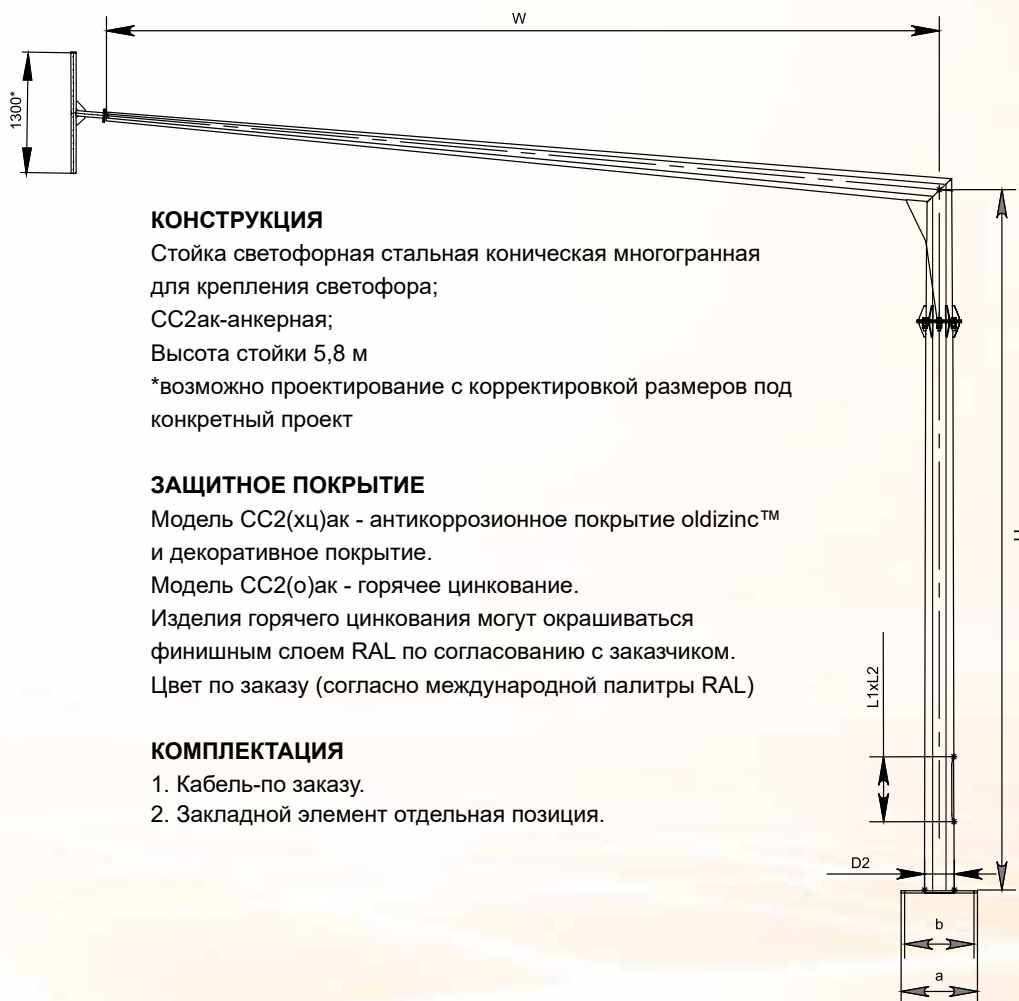 W
1300*
КОНСТРУКЦИЯ
Стойка светофорная стальная коническая многогранная
для крепления светофора;
СС2ак-анкерная;
Высота стойки 5,8 м
*возможно проектирование с корректировкой размеров под
конкретный проект
ЗАЩИТНОЕ ПОКРЫТИЕ
Модель СС2(хц)ак - антикоррозионное покрытие oldizinc™
и декоративное покрытие.
Модель СС2(о)ак - горячее цинкование.
Изделия горячего цинкования могут окрашиваться
финишным слоем RAL по согласованию с заказчиком.
Цвет по заказу (согласно международной палитры RAL)
КОМПЛЕКТАЦИЯ
1. Кабель-по заказу.
2. Закладной элемент отдельная позиция.
L1xL2
D2
b
a